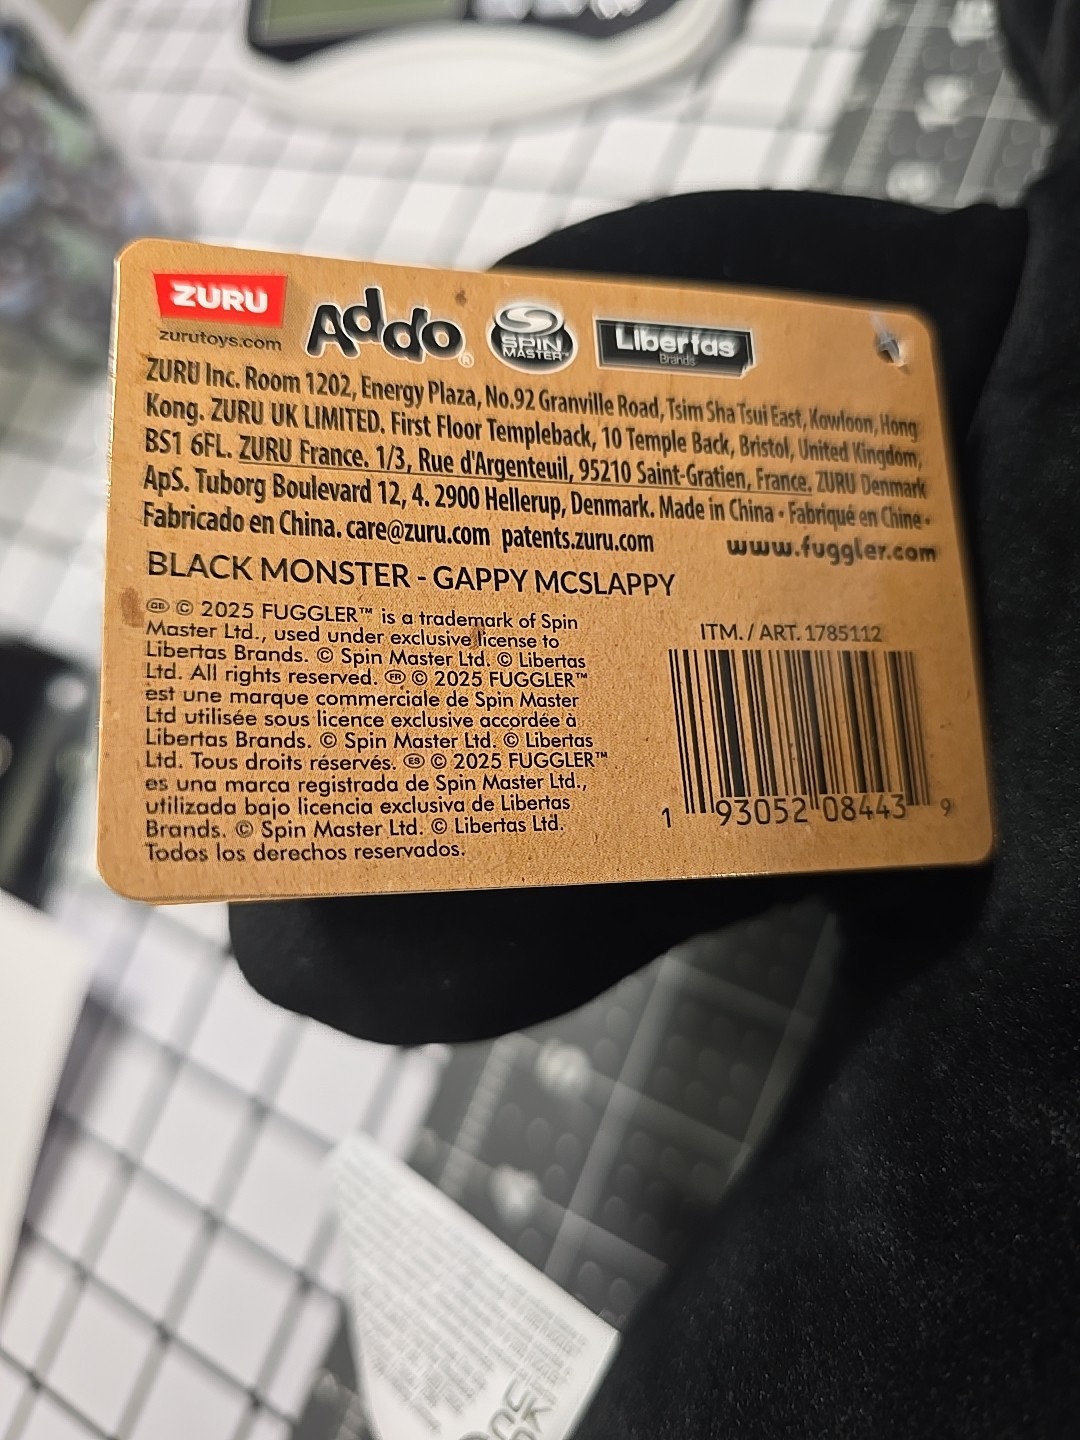 ZURU
zurutoys.com
Addo®
SPIN MASTER™
Libertas
Brands
ZURU Inc. Room 1202, Energy Plaza, No.92 Granville Road, Tsim Sha Tsui East, Kowloon, Hong
Kong. ZURU UK LIMITED. First Floor Templeback, 10 Temple Back, Bristol, United Kingdom,
BS1 6FL. ZURU France. 1/3, Rue d'Argenteuil, 95210 Saint-Gratien, France. ZURU Denmark
ApS. Tuborg Boulevard 12, 4. 2900 Hellerup, Denmark. Made in China • Fabriqué en Chine •
Fabricado en China. care@zuru.com patents.zuru.com
www.fuggler.com
BLACK MONSTER - GAPPY MCSLAPPY
GB © 2025 FUGGLER™ is a trademark of Spin
Master Ltd., used under exclusive license to
Libertas Brands. © Spin Master Ltd. © Libertas
Ltd. All rights reserved. FR © 2025 FUGGLER™
est une marque commerciale de Spin Master
Ltd utilisée sous licence exclusive accordée à
Libertas Brands. © Spin Master Ltd. © Libertas
Ltd. Tous droits réservés. ES © 2025 FUGGLER™
es una marca registrada de Spin Master Ltd.,
utilizada bajo licencia exclusiva de Libertas
Brands. © Spin Master Ltd. © Libertas Ltd.
Todos los derechos reservados.
ITM. / ART. 1785112
1 93052 08443 9